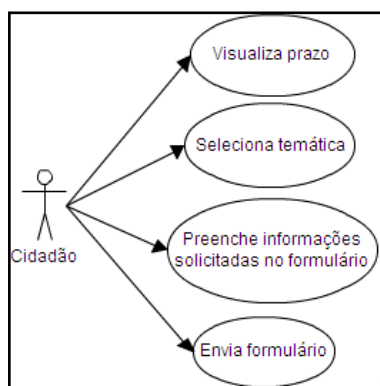 Visualiza prazo
Seleciona temática
Preenche informações
solicitadas no formulário
Cidadão
Envia formulário